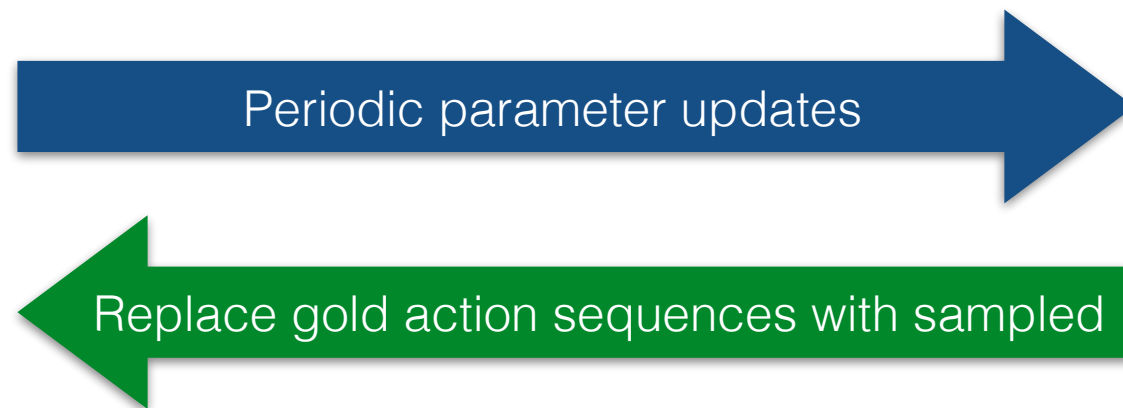 Periodic parameter updates
Replace gold action sequences with sampled